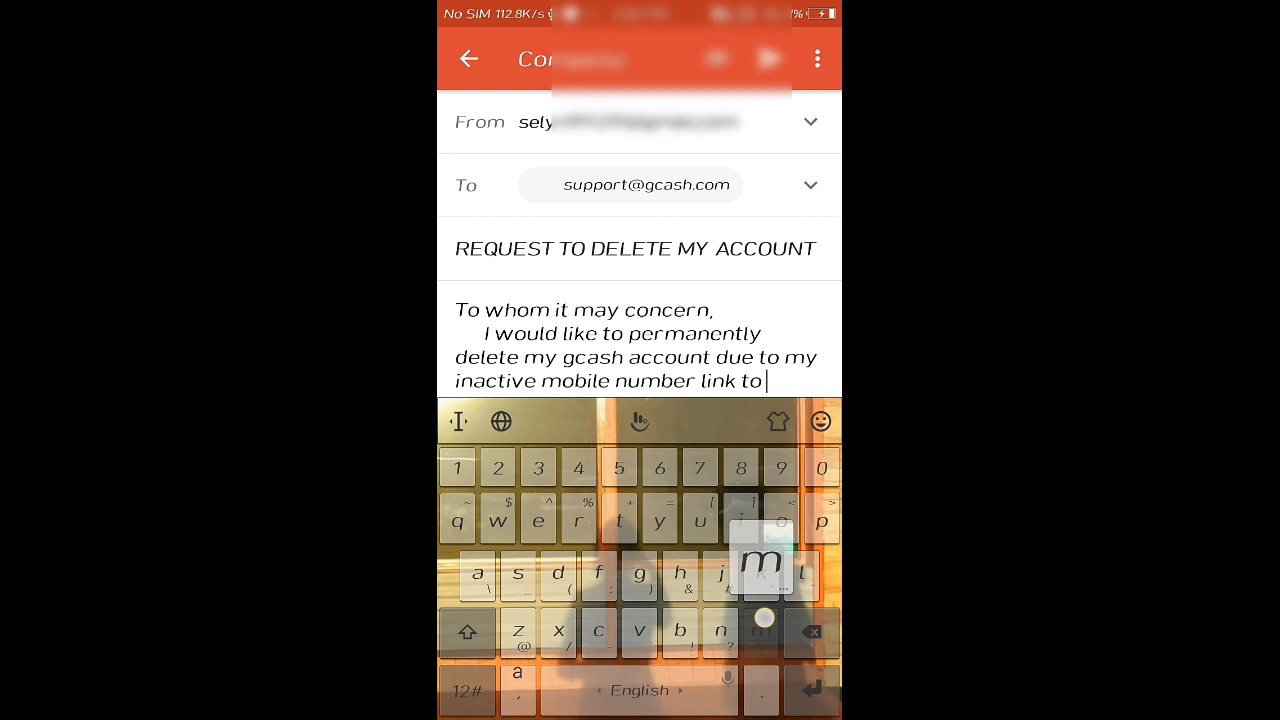 No SIM 112.8K/s % 
Co
From sely
To support@gcash.com
REQUEST TO DELETE MY ACCOUNT
To whom it may concern,
I would like to permanently
delete my gcash account due to my
inactive mobile number link to
1 2 3 4 5 6 7 8 9 0
~ $ ^ % + = [ ] < >
q w e r t y u i o p
m
a s d f g h j k l
\ _ ( : ) & # ... ~
z x c v b n m
@ / ' ! ?
12# a , English .